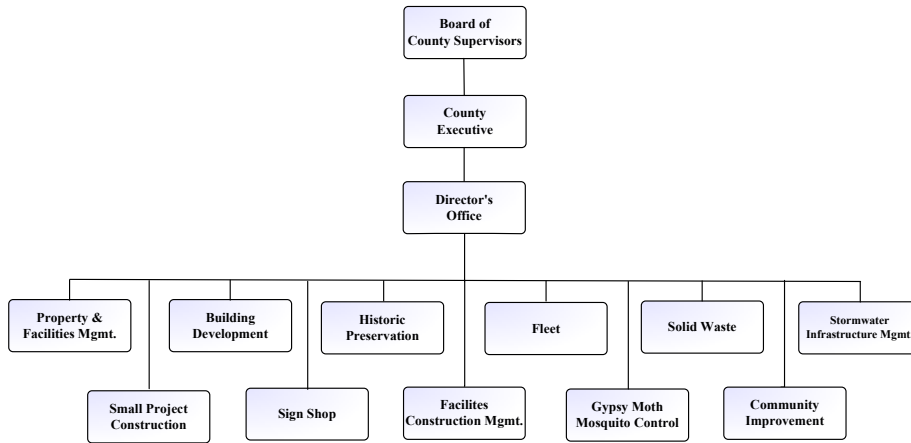 Board of
County Supervisors
County
Executive
Director's
Office
Property &
Facilities Mgmt.
Building
Development
Historic
Preservation
Fleet
Solid Waste
Stormwater
Infrastructure Mgmt
Small Project
Construction
Sign Shop
Facilites
Construction Mgmt.
Gypsy Moth
Mosquito Control
Community
Improvement